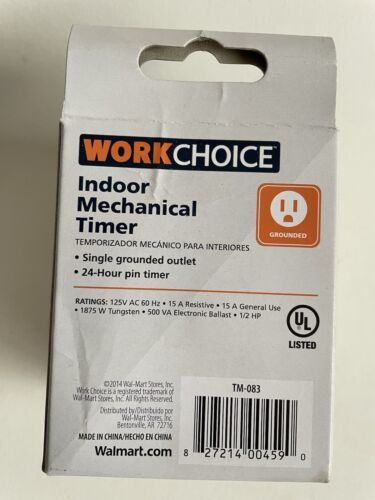 WORKCHOICE™
Indoor
Mechanical
Timer
GROUNDED
TEMPORIZADOR MECÁNICO PARA INTERIORES
• Single grounded outlet
• 24-Hour pin timer
RATINGS: 125V AC 60 Hz • 15 A Resistive • 15 A General Use
• 1875 W Tungsten • 500 VA Electronic Ballast • 1/2 HP
UL
LISTED
©2014 Wal-Mart Stores, Inc.
Work Choice is a trademark of
Wal-Mart Stores, Inc. All Rights Reserved.
Distributed by/Distribuido por:
Wal-Mart Stores, Inc.
Bentonville, AR 72716
MADE IN CHINA/HECHO EN CHINA
Walmart.com
TM-083
8 27214 00459 0